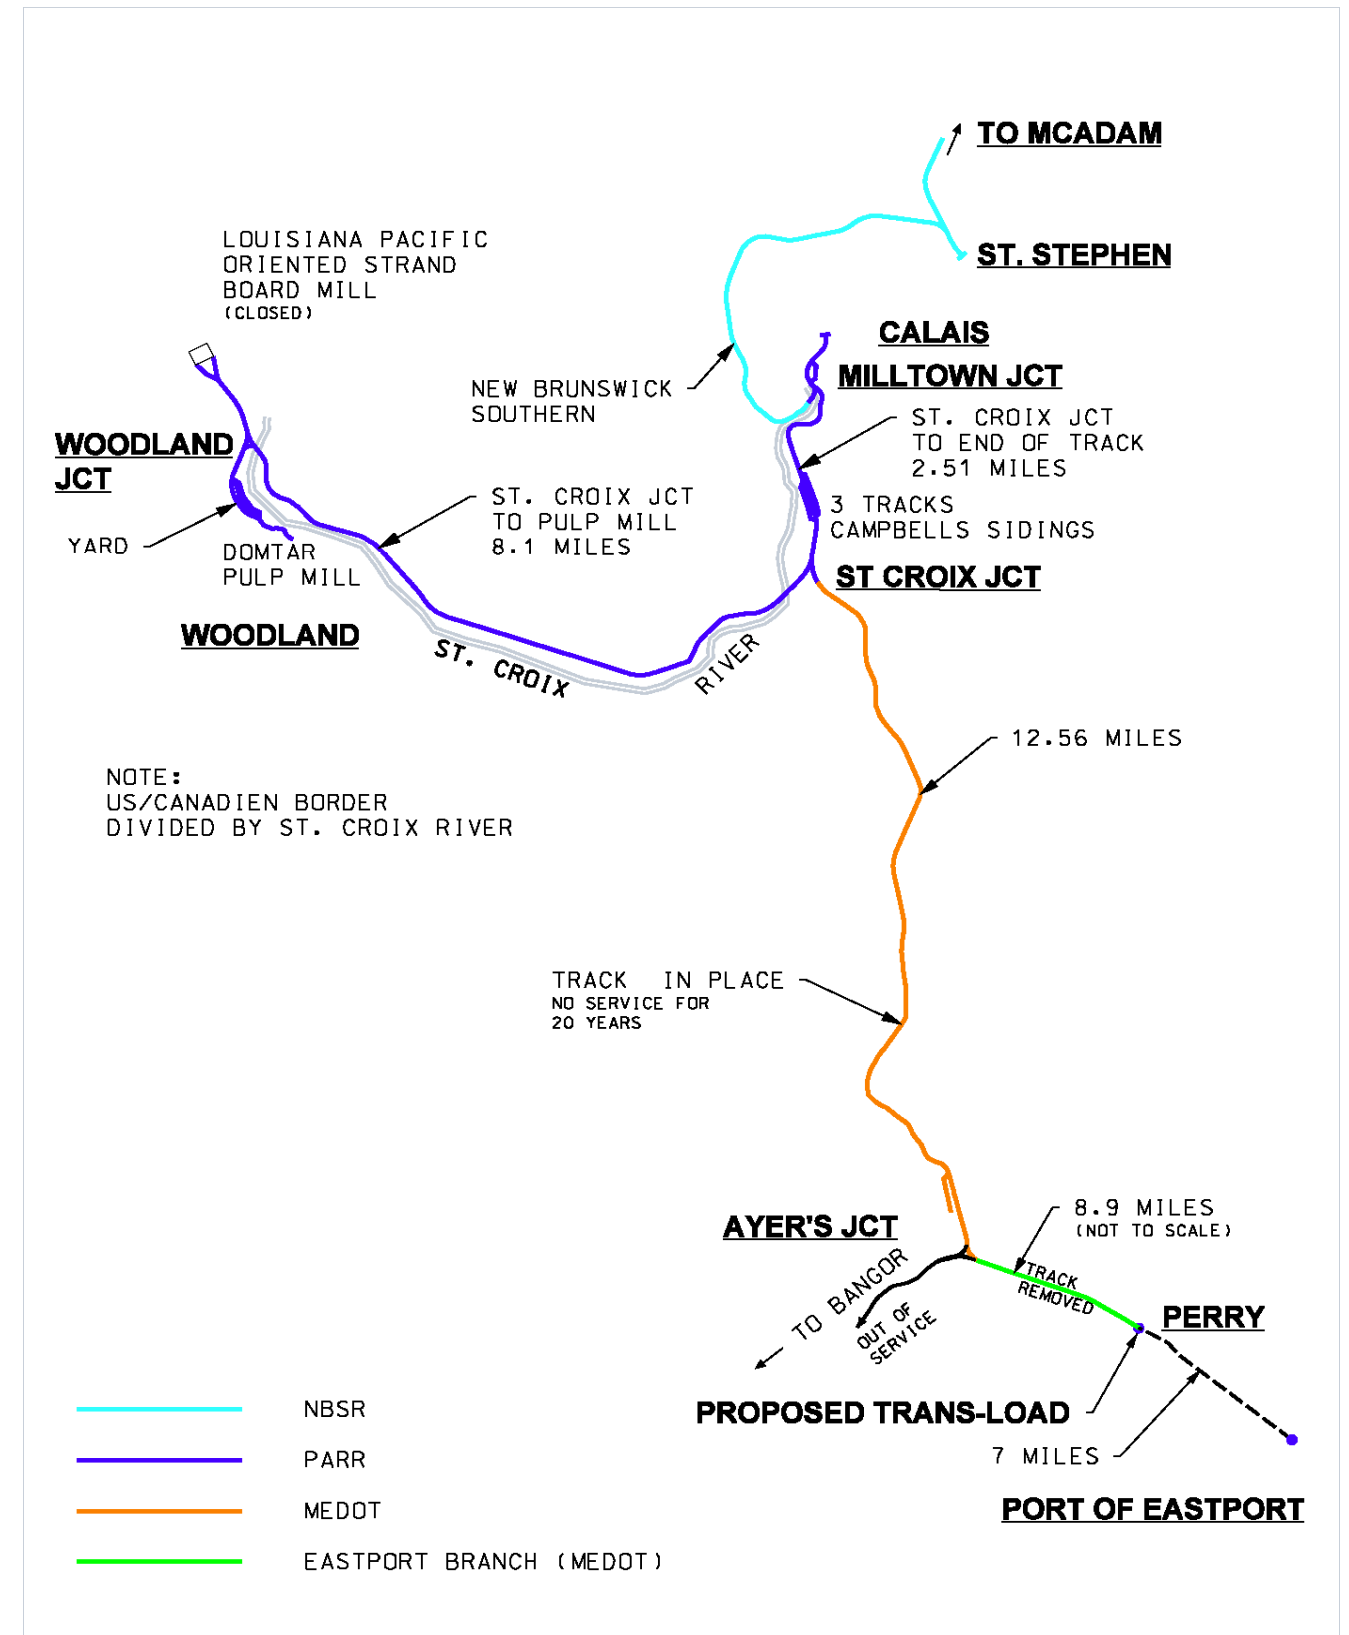 TO MCADAM
ST. STEPHEN
LOUISIANA PACIFIC
ORIENTED STRAND
BOARD MILL
(CLOSED)
CALAIS
MILLTOWN JCT
NEW BRUNSWICK
SOUTHERN
ST. CROIX JCT
TO END OF TRACK
2.51 MILES
WOODLAND
JCT
ST. CROIX JCT
TO PULP MILL
8.1 MILES
3 TRACKS
CAMPBELLS SIDINGS
YARD
DOMTAR
PULP MILL
ST CROIX JCT
WOODLAND
ST. CROIX
RIVER
12.56 MILES
NOTE:
US/CANADIEN BORDER
DIVIDED BY ST. CROIX RIVER
TRACK IN PLACE
NO SERVICE FOR
20 YEARS
AYER'S JCT
8.9 MILES
(NOT TO SCALE)
TO BANGOR
OUT OF
SERVICE
TRACK
REMOVED
PERRY
PROPOSED TRANS-LOAD
7 MILES
PORT OF EASTPORT
NBSR
PARR
MEDOT
EASTPORT BRANCH (MEDOT)